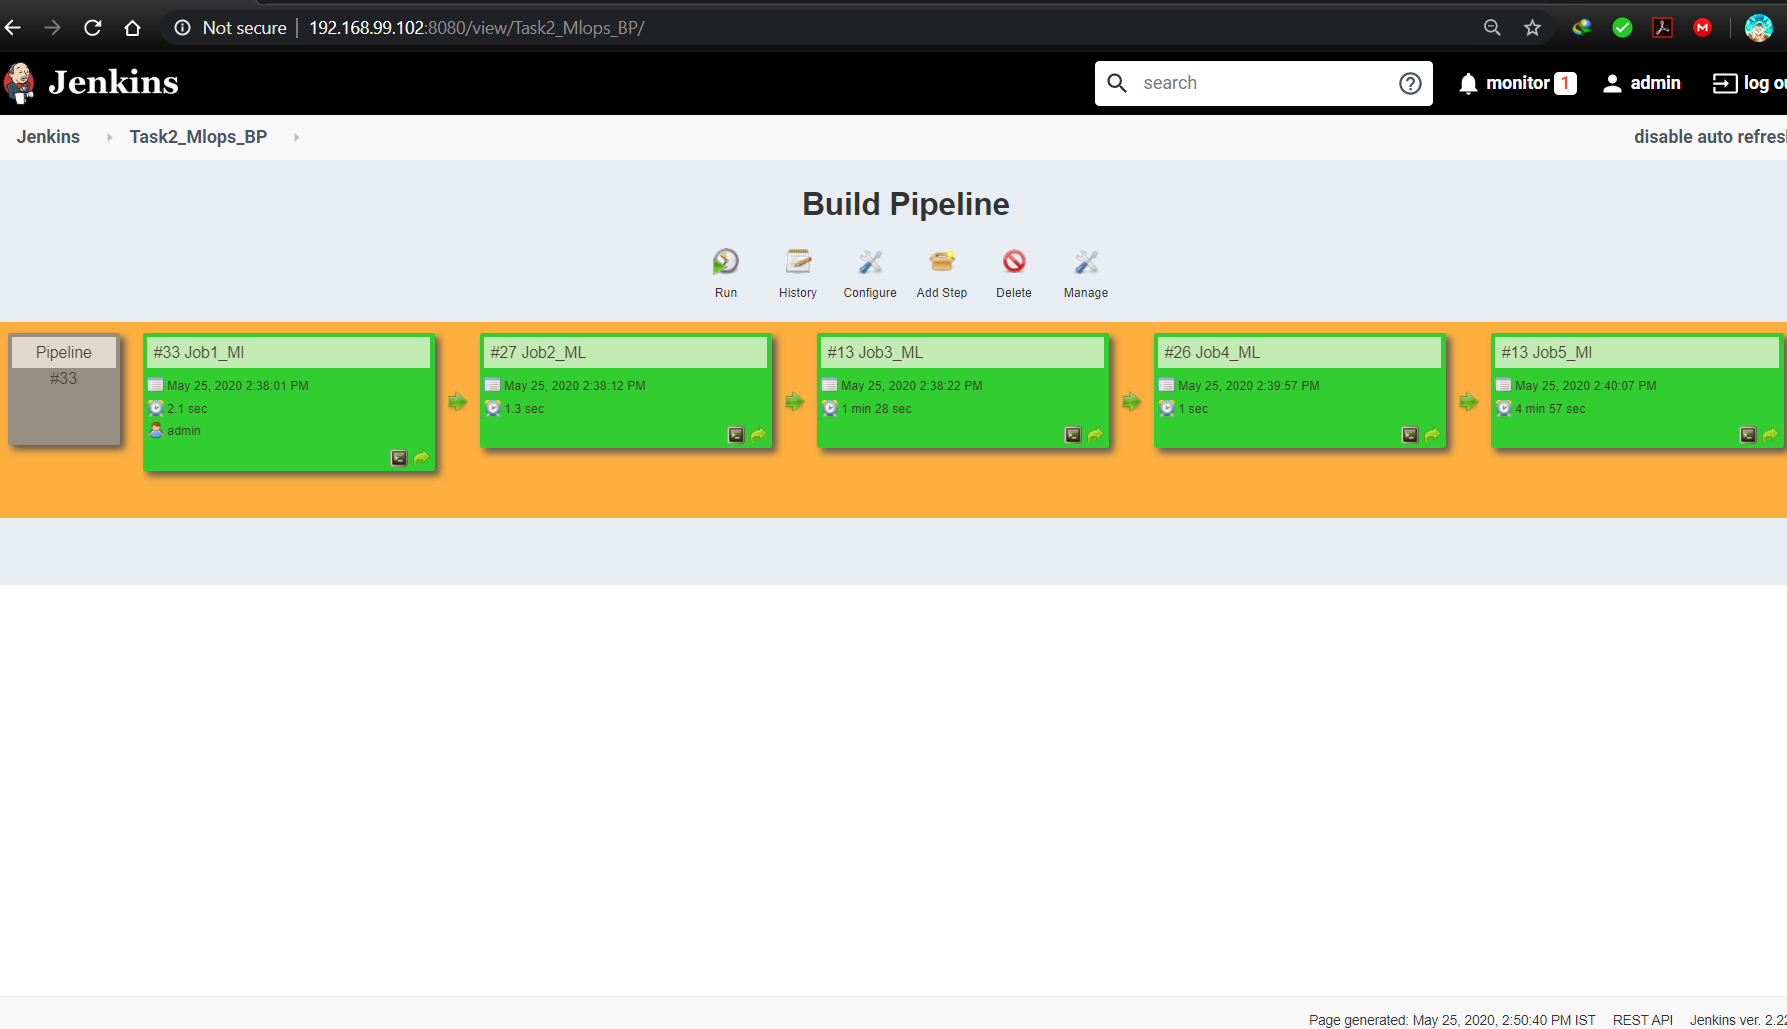 Not secure | 192.168.99.102:8080/view/Task2_Mlops_BP/
Jenkins
search
monitor 1
admin
log ou
Jenkins
Task2_Mlops_BP
disable auto refres
Build Pipeline
Run
History
Configure
Add Step
Delete
Manage
Pipeline
#33
#33 Job1_Ml
May 25, 2020 2:38:01 PM
2.1 sec
admin
#27 Job2_ML
May 25, 2020 2:38:12 PM
1.3 sec
#13 Job3_ML
May 25, 2020 2:38:22 PM
1 min 28 sec
#26 Job4_ML
May 25, 2020 2:39:57 PM
1 sec
#13 Job5_Ml
May 25, 2020 2:40:07 PM
4 min 57 sec
Page generated: May 25, 2020, 2:50:40 PM IST
REST API
Jenkins ver. 2.22